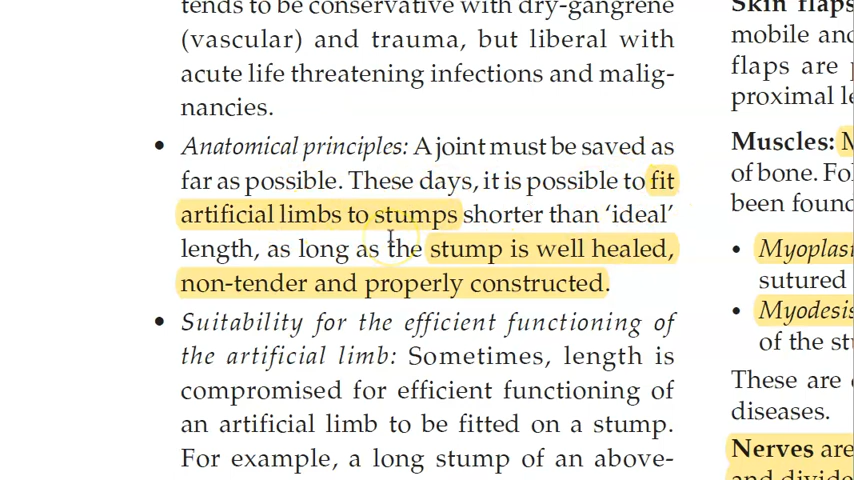 tends to be conservative with dry-gangrene
(vascular) and trauma, but liberal with
acute life threatening infections and malig-
nancies.
• Anatomical principles: A joint must be saved as
far as possible. These days, it is possible to fit
artificial limbs to stumps shorter than ‘ideal’
length, as long as the stump is well healed,
non-tender and properly constructed.
• Suitability for the efficient functioning of
the artificial limb: Sometimes, length is
compromised for efficient functioning of
an artificial limb to be fitted on a stump.
For example, a long stump of an above-
Skin flaps
mobile and
flaps are
proximal
Muscles:
of bone.
been found
•
sutured
•
of the
These are
diseases.
Nerves are
and divide